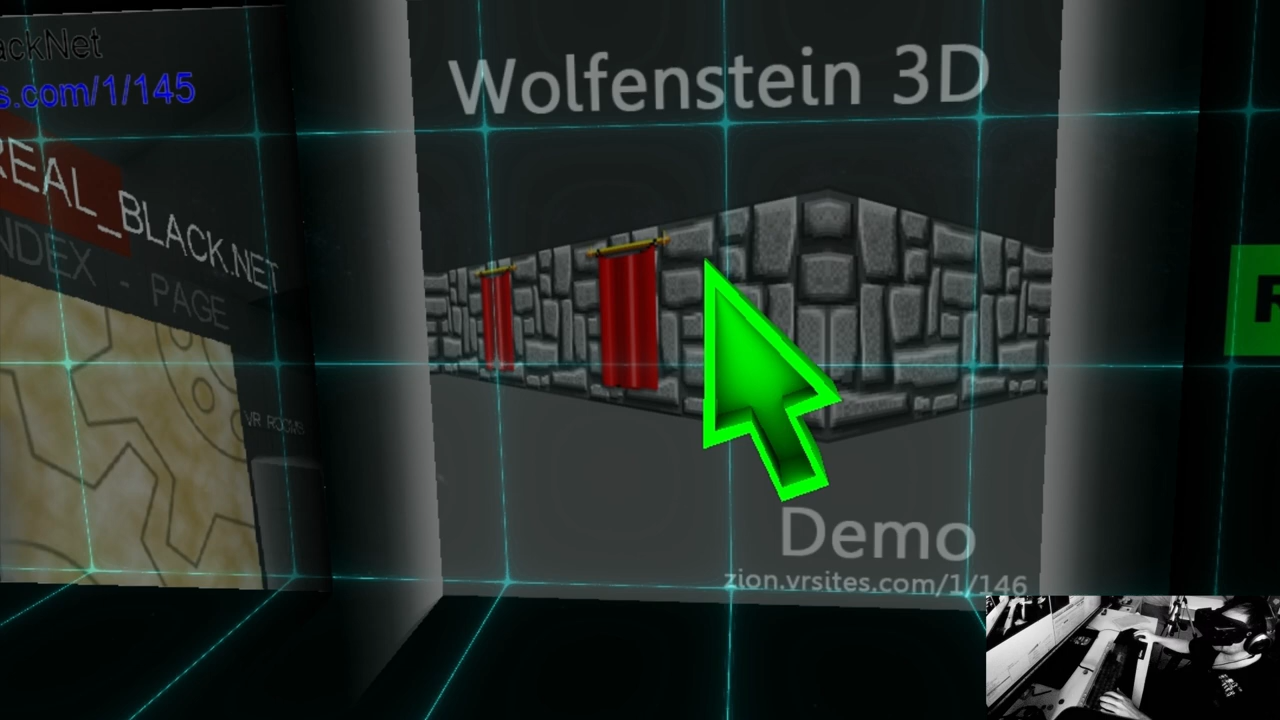 ackNet
s.com/1/145
REAL_BLACK.NET
NDEX - PAGE
VR ROOMS
Wolfenstein 3D
Demo
zion.vrsites.com/1/146